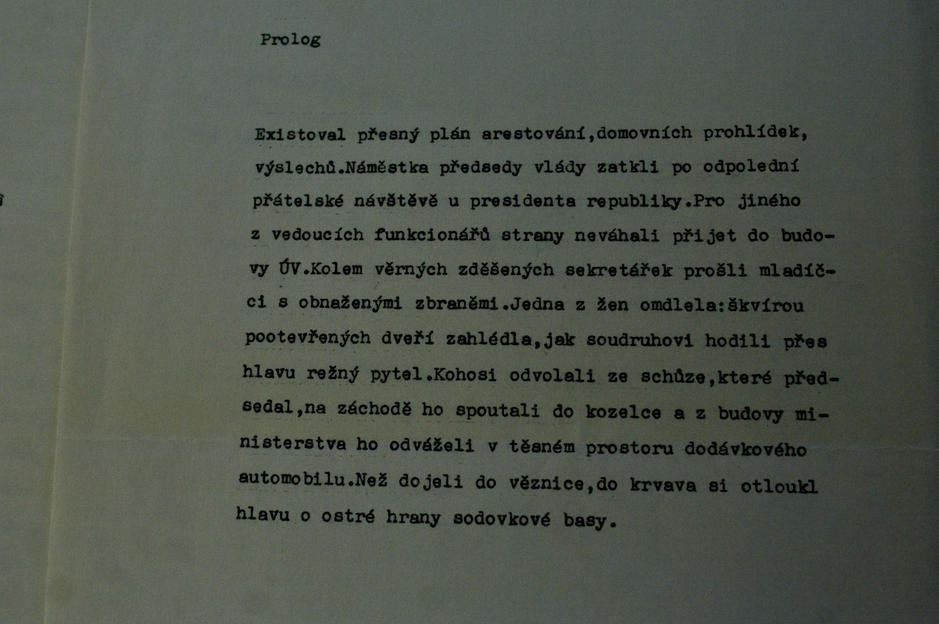 Prolog
Existoval přesný plán arestování,domovních prohlídek,
výslechů.Náměstka předsedy vlády zatkli po odpolední
přátelské návštěvě u presidenta republiky.Pro jiného
z vedoucích funkcionářů strany neváhali přijet do budo-
vy ÚV.Kolem věrných zděšených sekretářek prošli mladíč-
ci s obnaženými zbraněmi.Jedna z žen omdlela:škvírou
pootevřených dveří zahlédla,jak soudruhovi hodili přes
hlavu režný pytel.Kohosi odvolali ze schůze,které před-
sedal,na záchodě ho spoutali do kozelce a z budovy mi-
nisterstva ho odváželi v těsném prostoru dodávkového
automobilu.Než dojeli do věznice,do krvava si otloukl
hlavu o ostré hrany sodovkové basy.